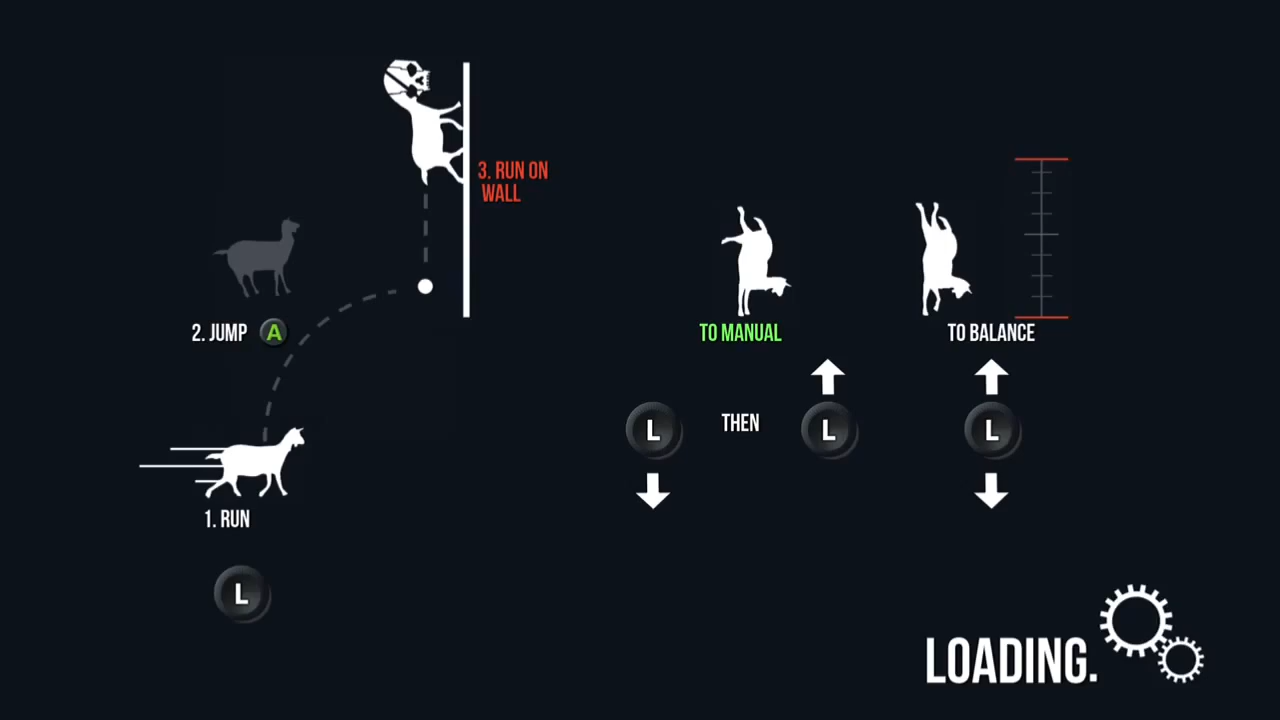 3. RUN ON
WALL
2. JUMP A
TO MANUAL
TO BALANCE
L THEN L L
1. RUN
L
LOADING.